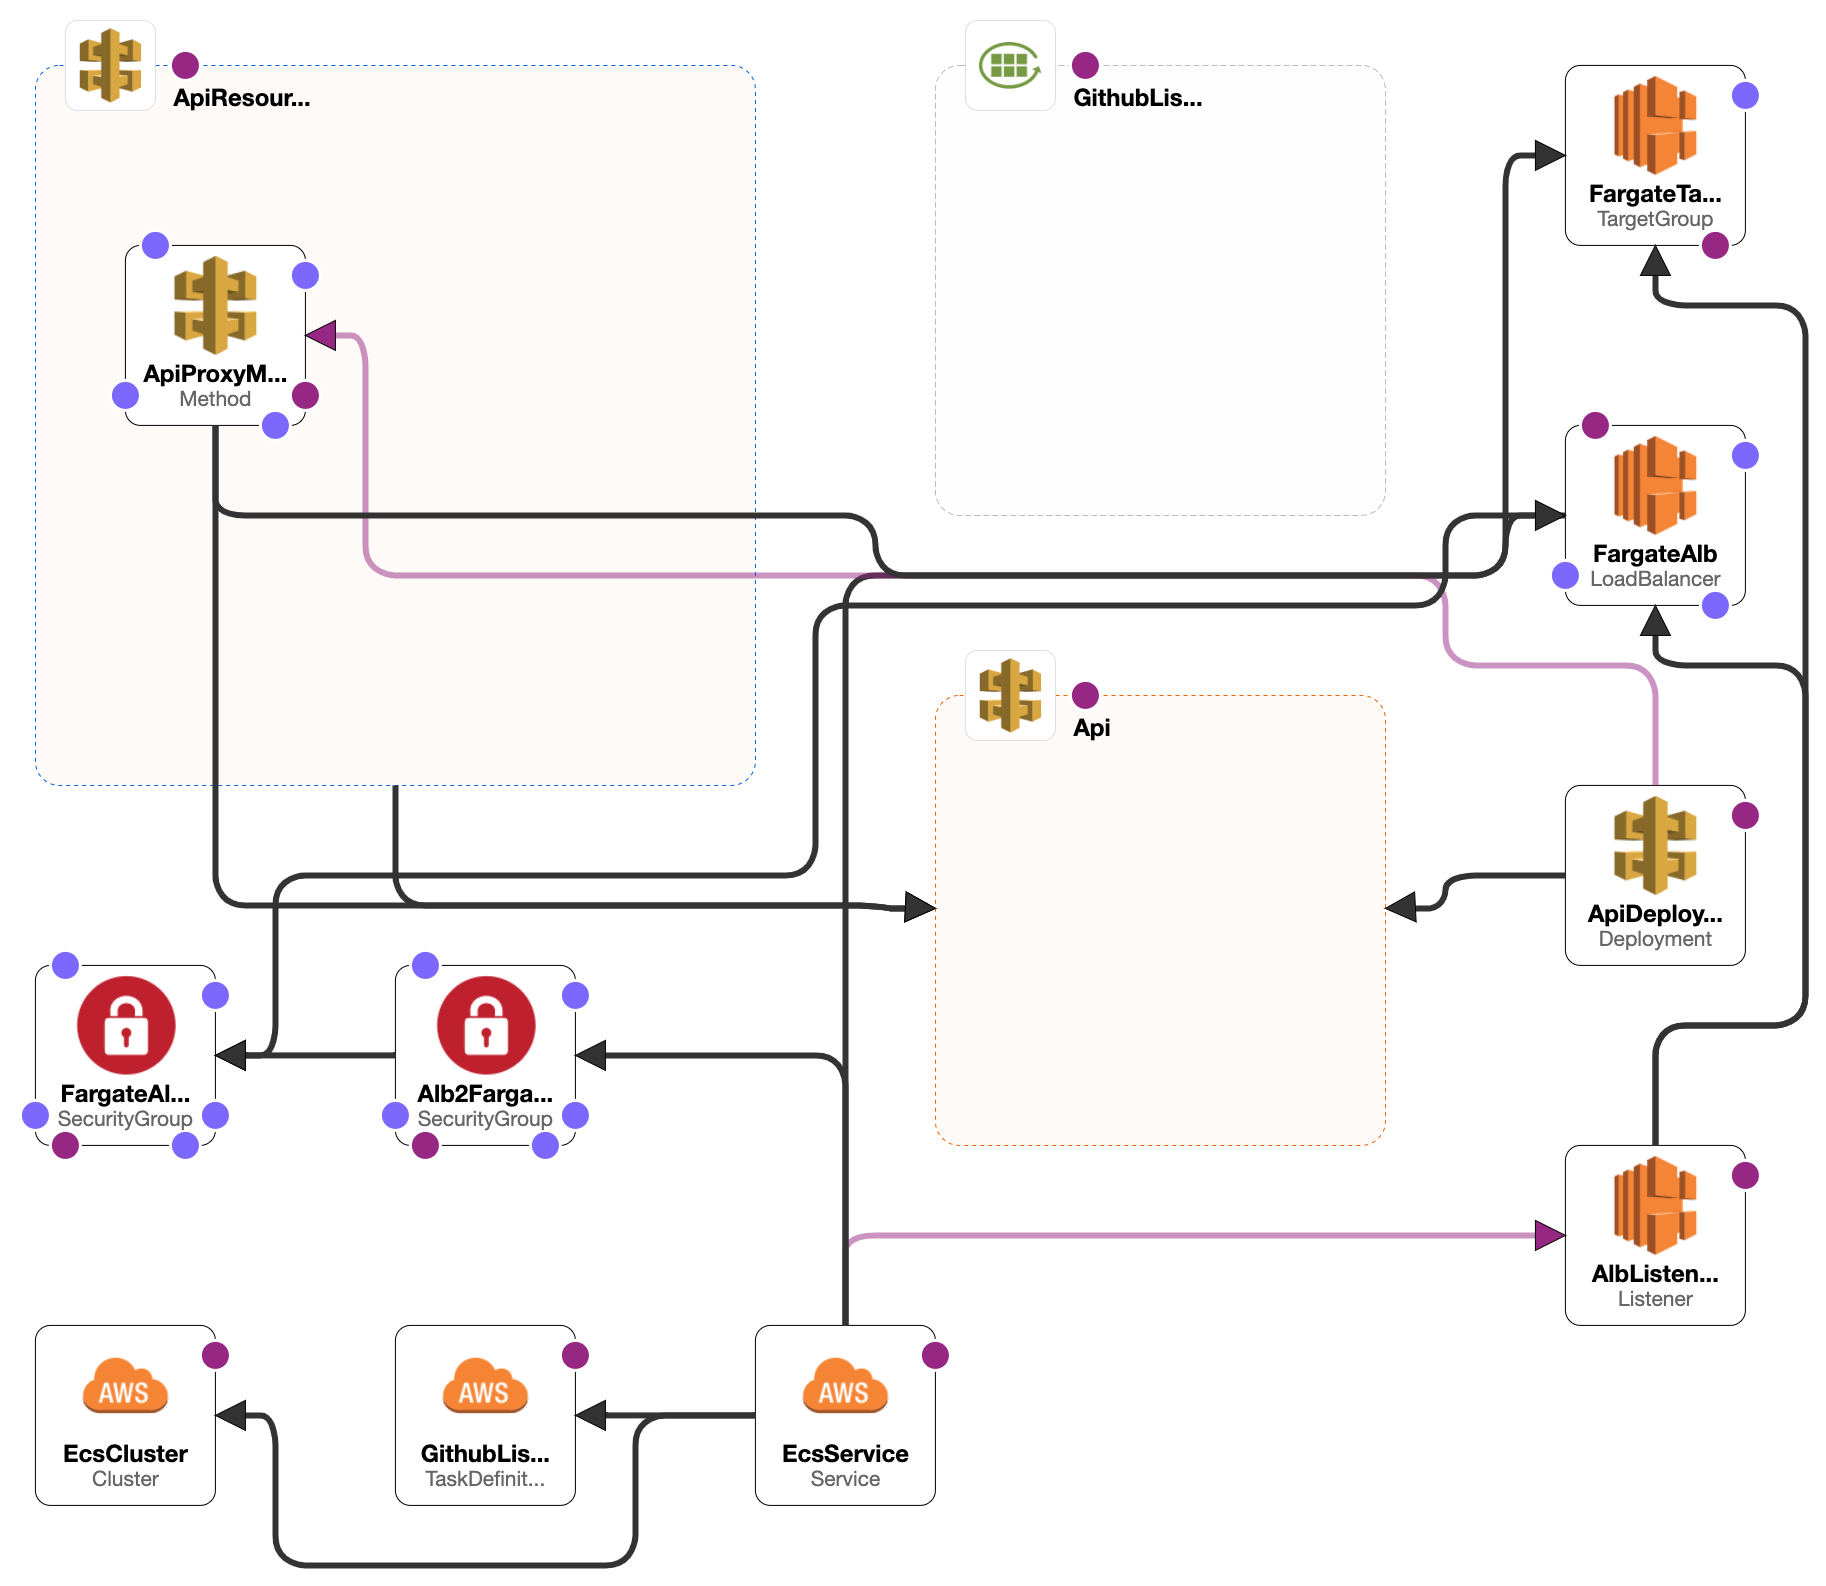 ApiResour...
GithubLis...
FargateTa...
TargetGroup
ApiProxyM...
Method
FargateAlb
LoadBalancer
Api
ApiDeploy...
Deployment
FargateAl...
SecurityGroup
Alb2Farga...
SecurityGroup
AlbListen...
Listener
AWS
EcsCluster
Cluster
AWS
GithubLis...
TaskDefinit...
AWS
EcsService
Service